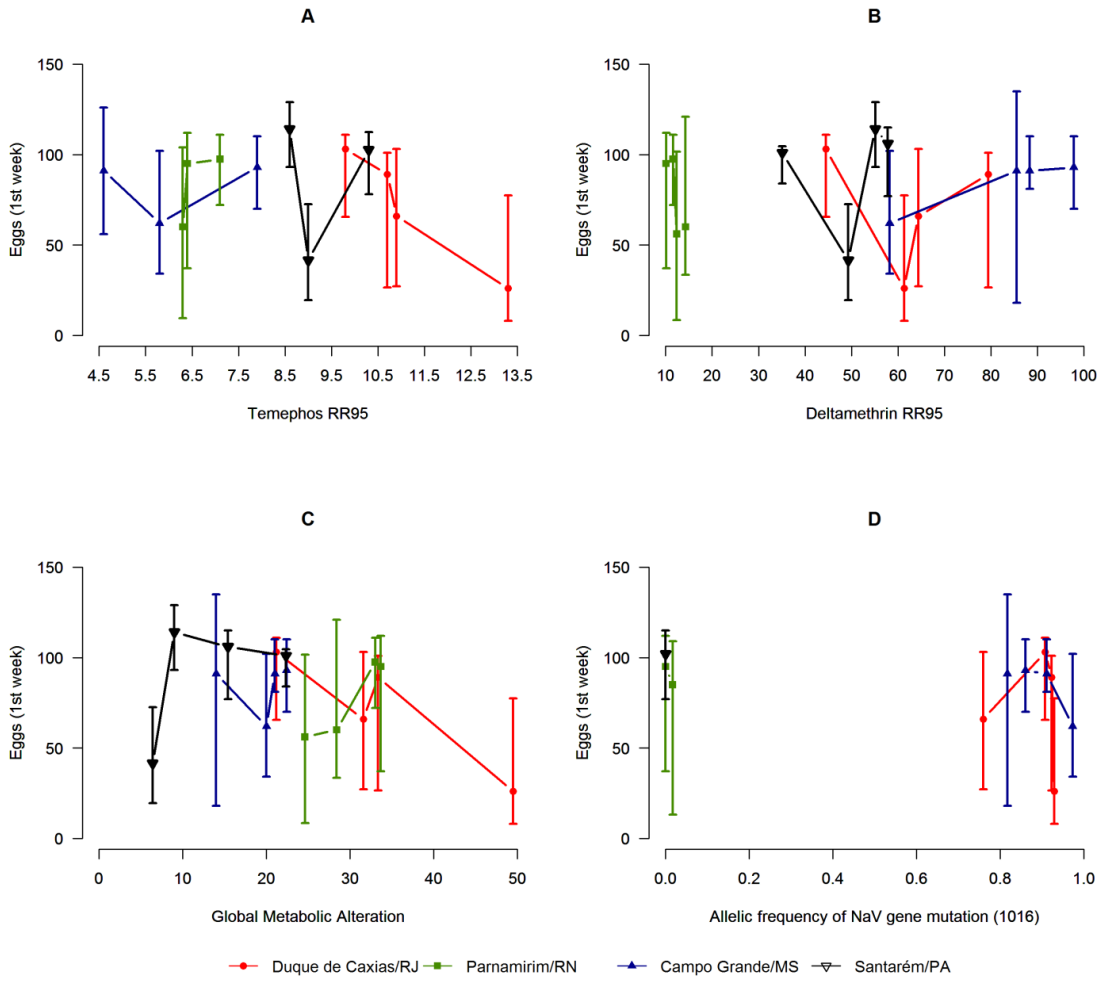 A
Eggs (1st week)
150
100
50
0
4.5 5.5 6.5 7.5 8.5 9.5 10.5 11.5 12.5 13.5
Temephos RR95
B
Eggs (1st week)
150
100
50
0
10 20 30 40 50 60 70 80 90 100
Deltamethrin RR95
C
Eggs (1st week)
150
100
50
0
0 10 20 30 40 50
Global Metabolic Alteration
D
Eggs (1st week)
150
100
50
0
0.0 0.2 0.4 0.6 0.8 1.0
Allelic frequency of NaV gene mutation (1016)
Duque de Caxias/RJ Parnamirim/RN Campo Grande/MS Santarém/PA